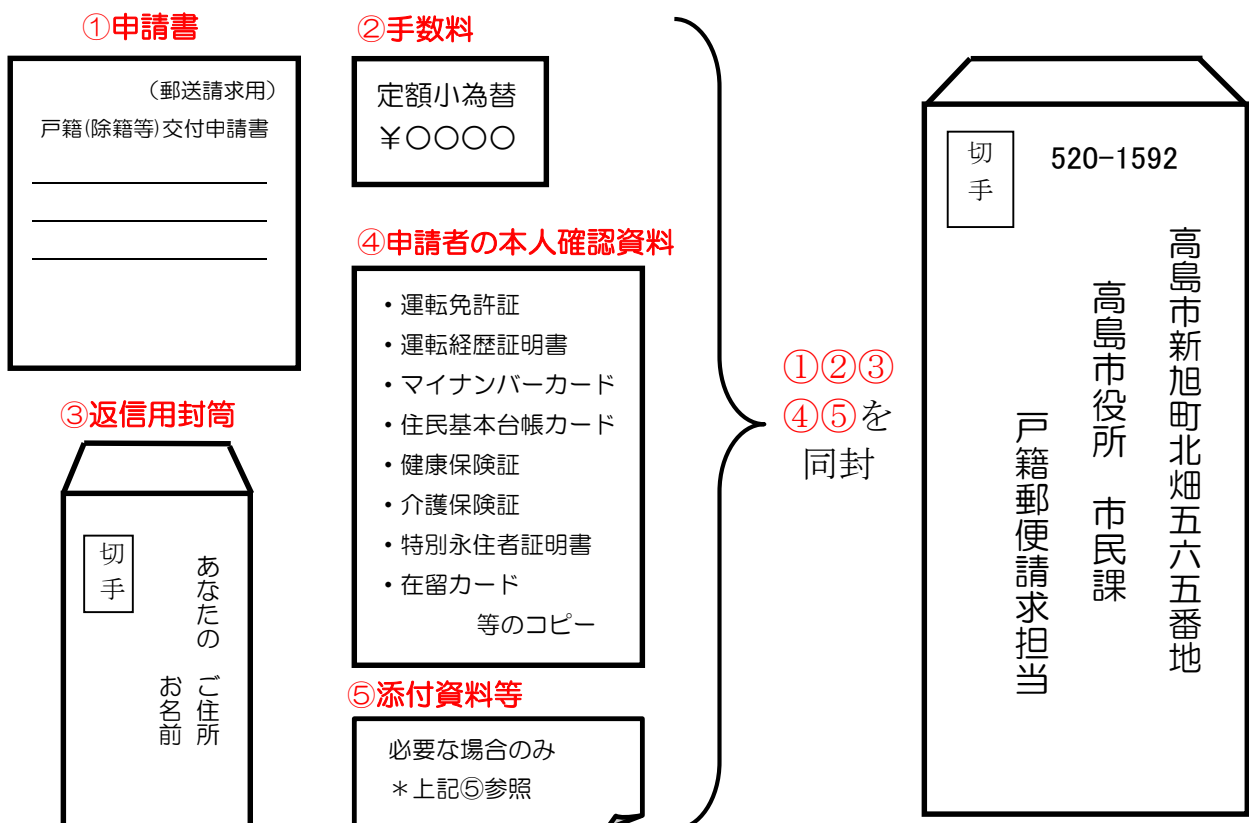 ①申請書
（郵送請求用）
戸籍(除籍等)交付申請書
②手数料
定額小為替
￥〇〇〇〇
③返信用封筒
切
手
あなたの　ご住所
お名前
④申請者の本人確認資料
・運転免許証
・運転経歴証明書
・マイナンバーカード
・住民基本台帳カード
・健康保険証
・介護保険証
・特別永住者証明書
・在留カード
等のコピー
⑤添付資料等
必要な場合のみ
＊上記⑤参照
①②③
④⑤を
同封
切
手
520-1592
高島市新旭町北畑五六五番地
高島市役所　市民課
戸籍郵便請求担当